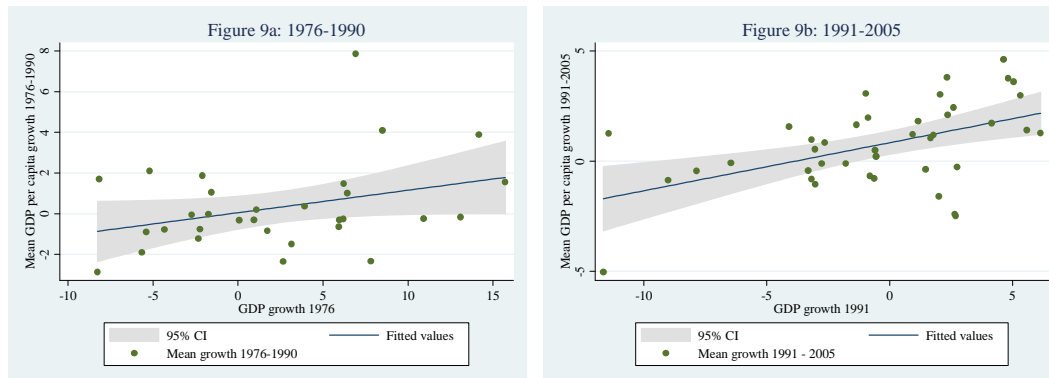 Figure 9a: 1976-1990
Mean GDP per capita growth 1976-1990
8
6
4
2
0
-2
-10
-5
0
5
10
15
GDP growth 1976
95% CI
Fitted values
Mean growth 1976-1990
Figure 9b: 1991-2005
Mean GDP per capita growth 1991-2005
5
0
-5
-10
-5
0
5
GDP growth 1991
95% CI
Fitted values
Mean growth 1991 - 2005